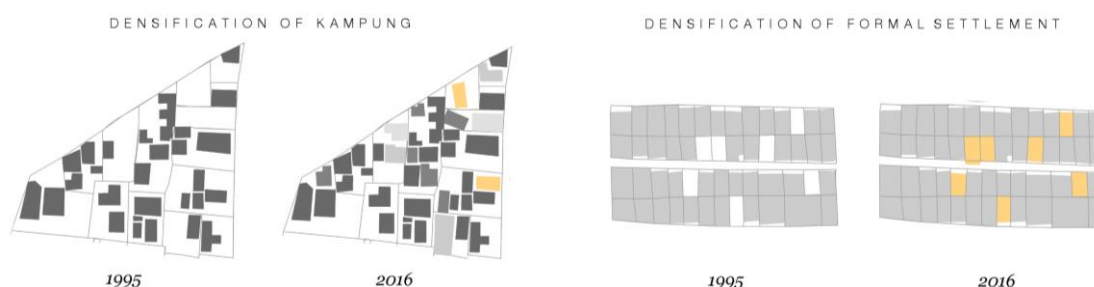 DENSIFICATION OF KAMPUNG
DENSIFICATION OF FORMAL SETTLEMENT
1995
2016
1995
2016